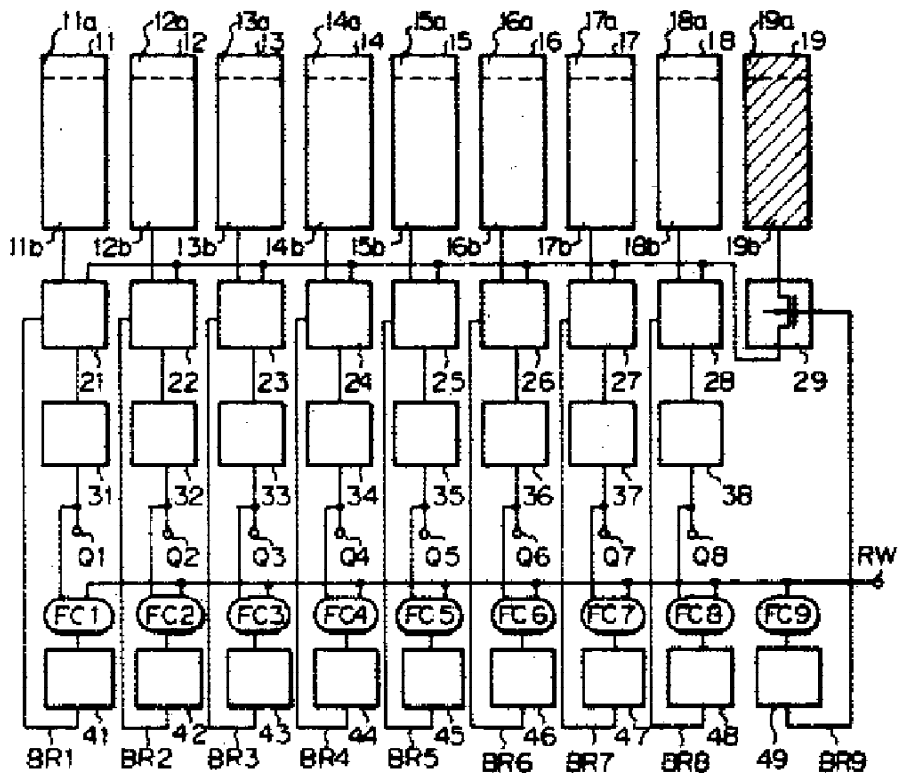 11a 12a 13a 14a 15a 16a 17a 18a 19a
11 12 13 14 15 16 17 18 19
11b 12b 13b 14b 15b 16b 17b 18b 19b
21 22 23 24 25 26 27 28 29
31 32 33 34 35 36 37 38
Q1 Q2 Q3 Q4 Q5 Q6 Q7 Q8 RW
FC1 FC2 FC3 FC4 FC5 FC6 FC7 FC8 FC9
41 42 43 44 45 46 47 48 49
BR1 BR2 BR3 BR4 BR5 BR6 BR7 BR8 BR9